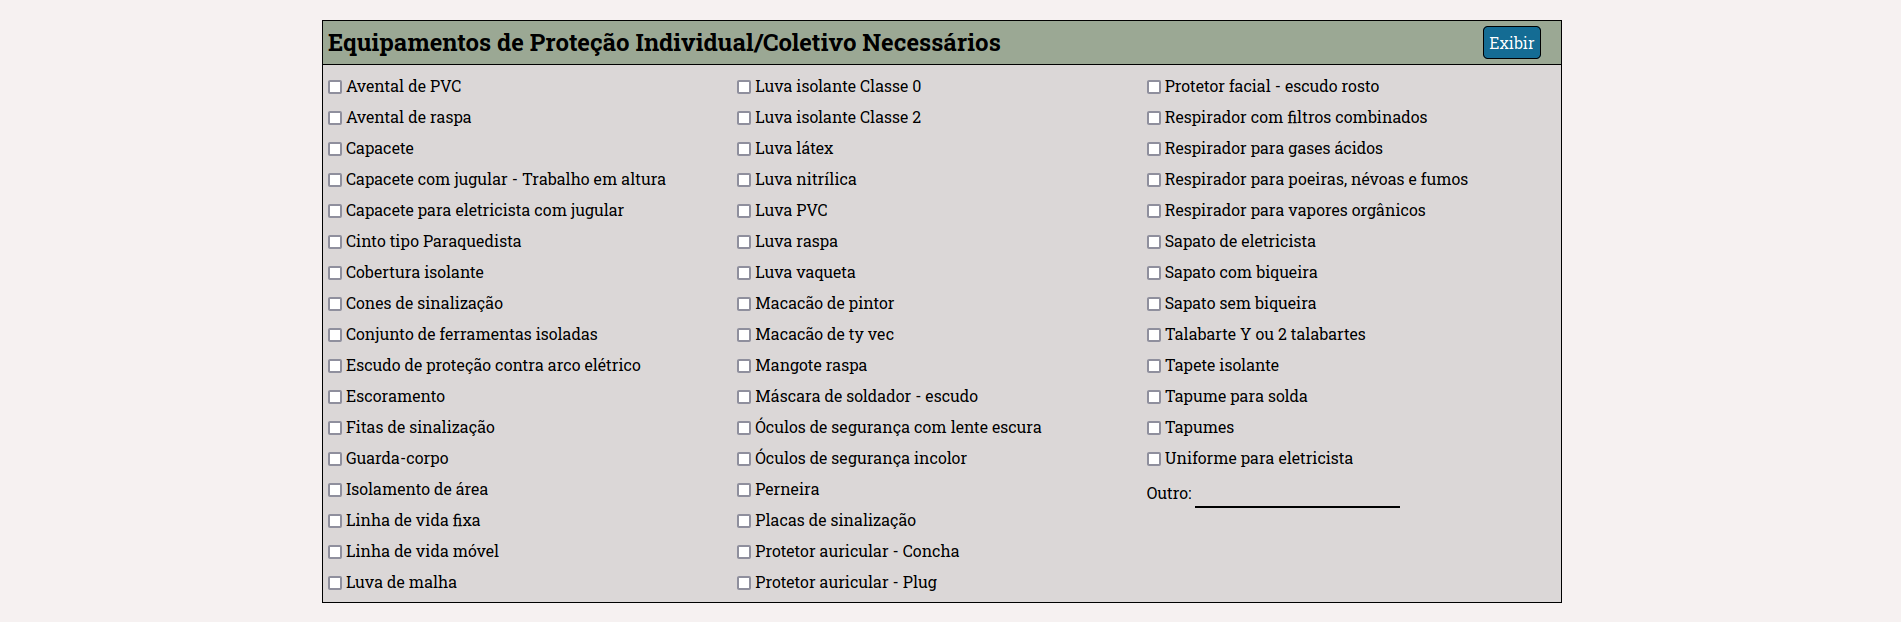 Equipamentos de Proteção Individual/Coletivo Necessários
Exibir
Avental de PVC
Avental de raspa
Capacete
Capacete com jugular - Trabalho em altura
Capacete para eletricista com jugular
Cinto tipo Paraquedista
Cobertura isolante
Cones de sinalização
Conjunto de ferramentas isoladas
Escudo de proteção contra arco elétrico
Escoramento
Fitas de sinalização
Guarda-corpo
Isolamento de área
Linha de vida fixa
Linha de vida móvel
Luva de malha
Luva isolante Classe 0
Luva isolante Classe 2
Luva látex
Luva nitrílica
Luva PVC
Luva raspa
Luva vaqueta
Macacão de pintor
Macacão de ty vec
Mangote raspa
Máscara de soldador - escudo
Óculos de segurança com lente escura
Óculos de segurança incolor
Perneira
Placas de sinalização
Protetor auricular - Concha
Protetor auricular - Plug
Protetor facial - escudo rosto
Respirador com filtros combinados
Respirador para gases ácidos
Respirador para poeiras, névoas e fumos
Respirador para vapores orgânicos
Sapato de eletricista
Sapato com biqueira
Sapato sem biqueira
Talabarte Y ou 2 talabartes
Tapete isolante
Tapume para solda
Tapumes
Uniforme para eletricista
Outro: